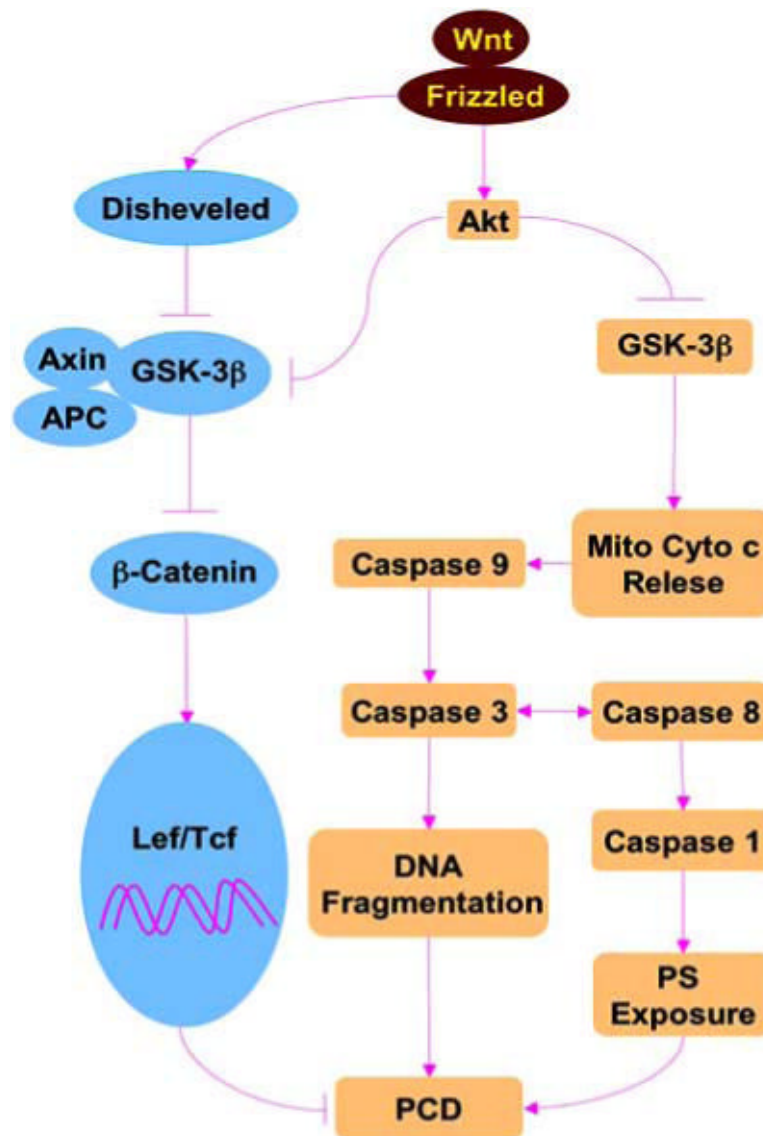 Wnt
Frizzled
Disheveled
Akt
Axin
GSK-3β
APC
GSK-3β
β-Catenin
Caspase 9
Mito Cyto c
Relese
Caspase 3
Caspase 8
Lef/Tcf
DNA
Fragmentation
Caspase 1
PS
Exposure
PCD